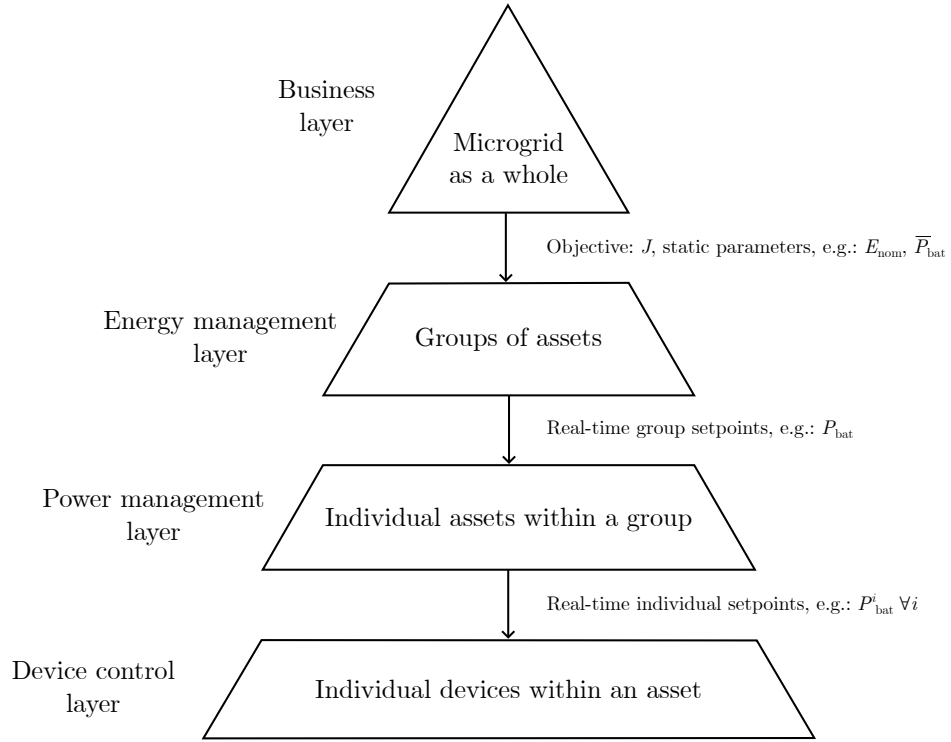 Business
layer
Microgrid
as a whole
Objective: J, static parameters, e.g.: E_nom, P̅_bat
Energy management
layer
Groups of assets
Real-time group setpoints, e.g.: P_bat
Power management
layer
Individual assets within a group
Real-time individual setpoints, e.g.: P^i_bat ∀i
Device control
layer
Individual devices within an asset